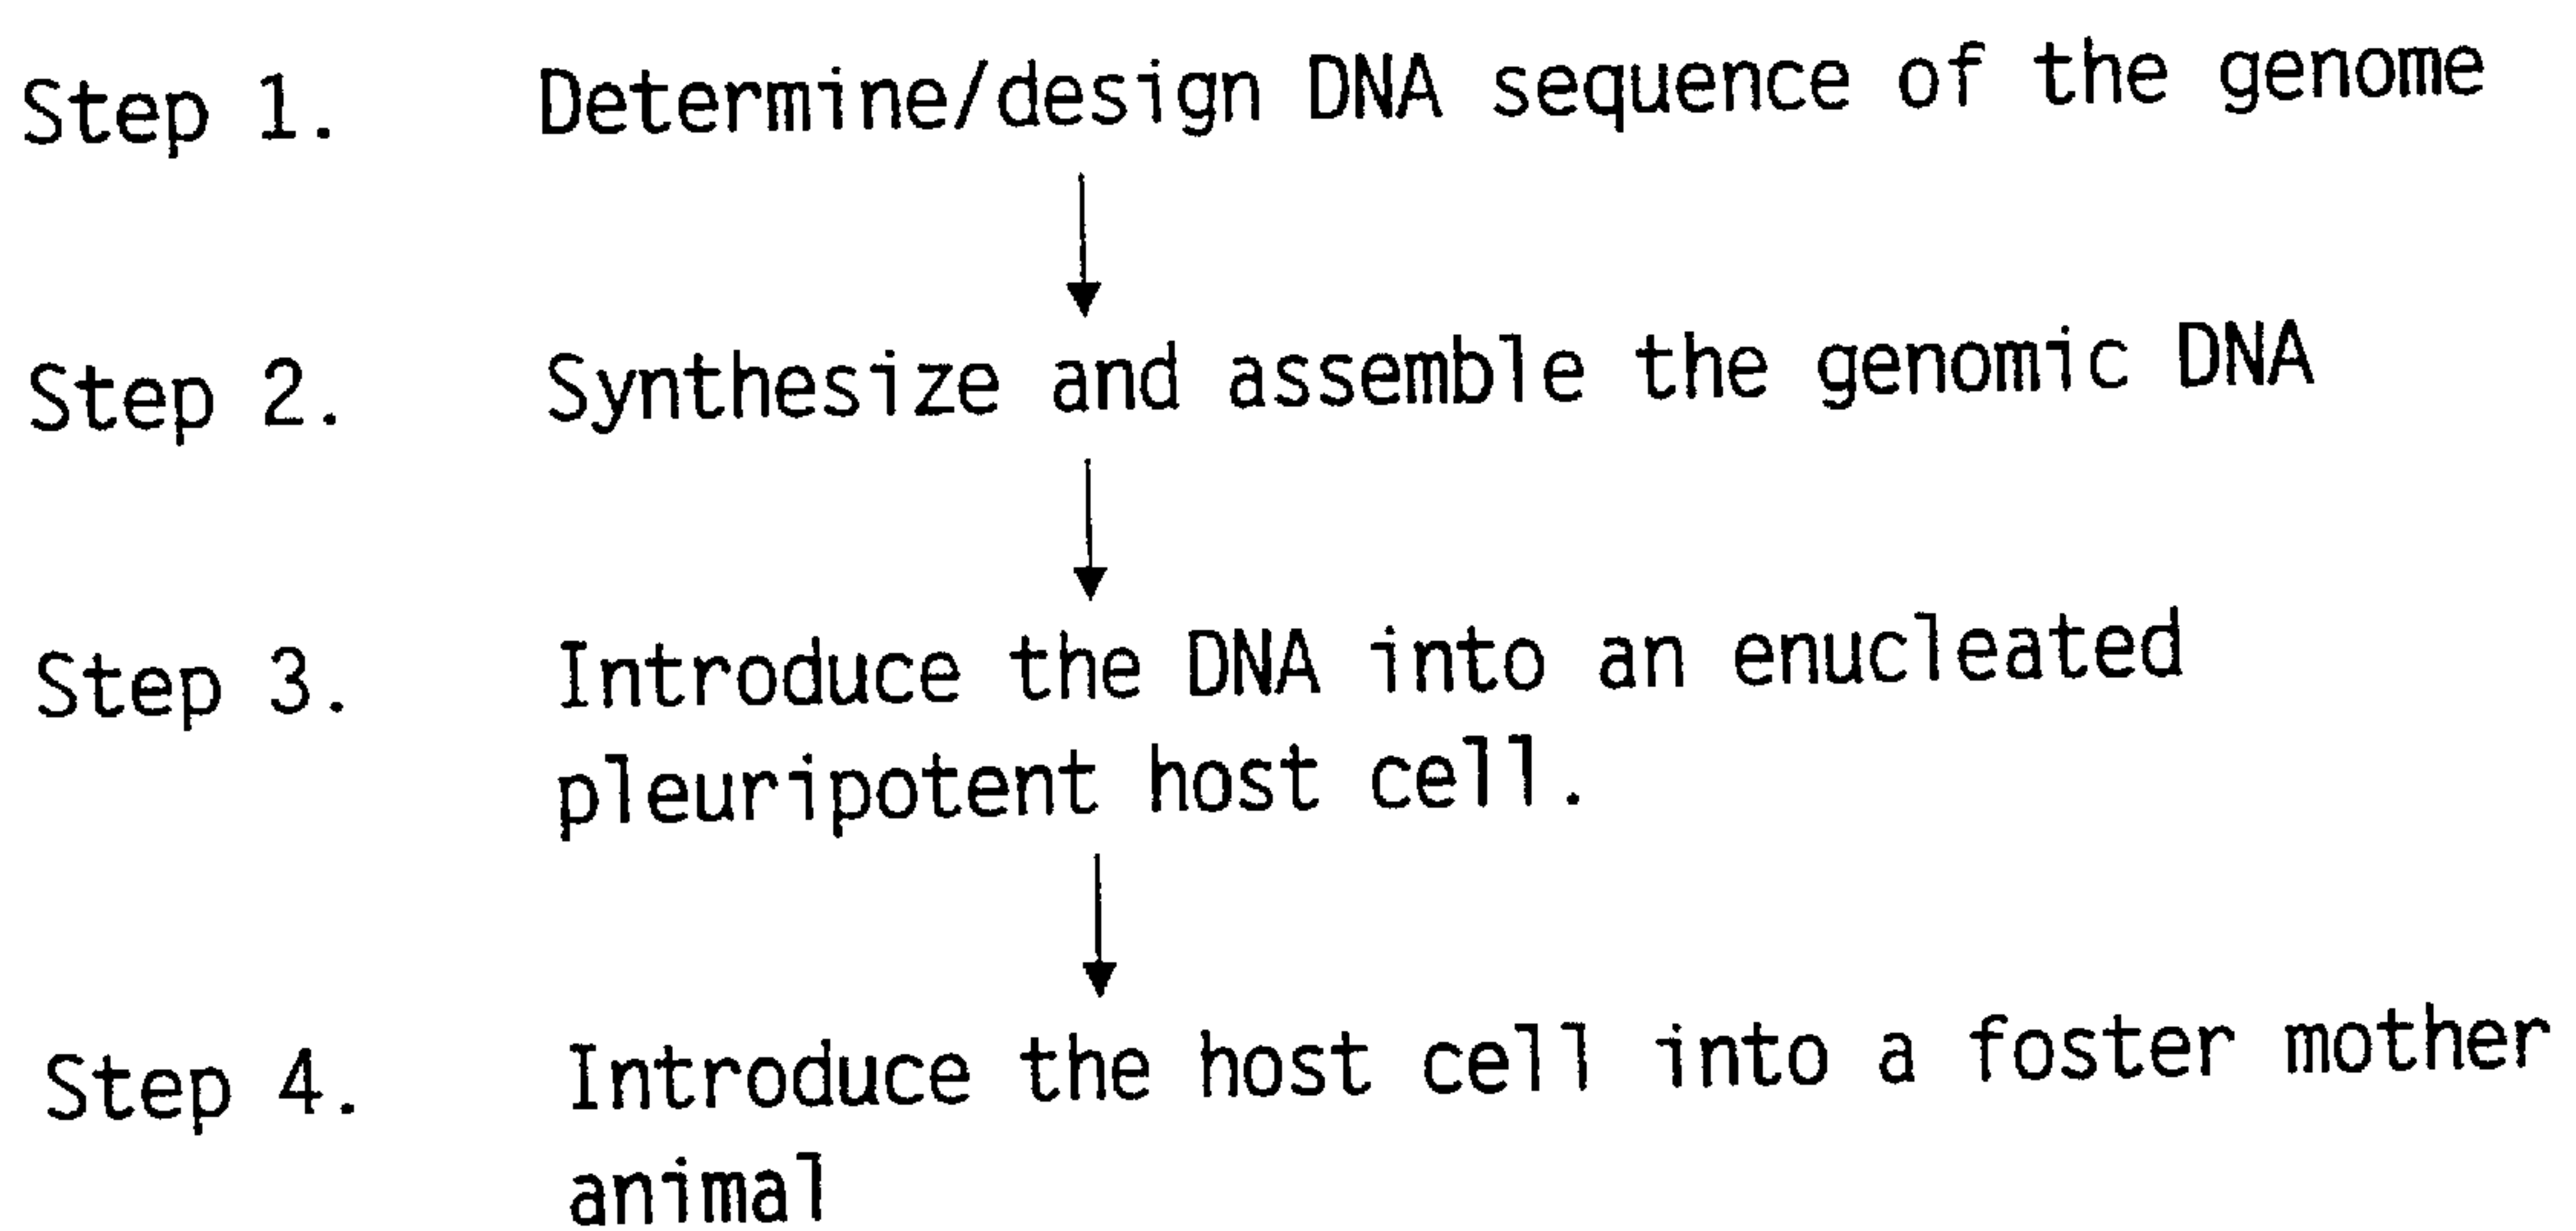 Step 1. Determine/design DNA sequence of the genome
Step 2. Synthesize and assemble the genomic DNA
Step 3. Introduce the DNA into an enucleated
pleuripotent host cell.
Step 4. Introduce the host cell into a foster mother
animal